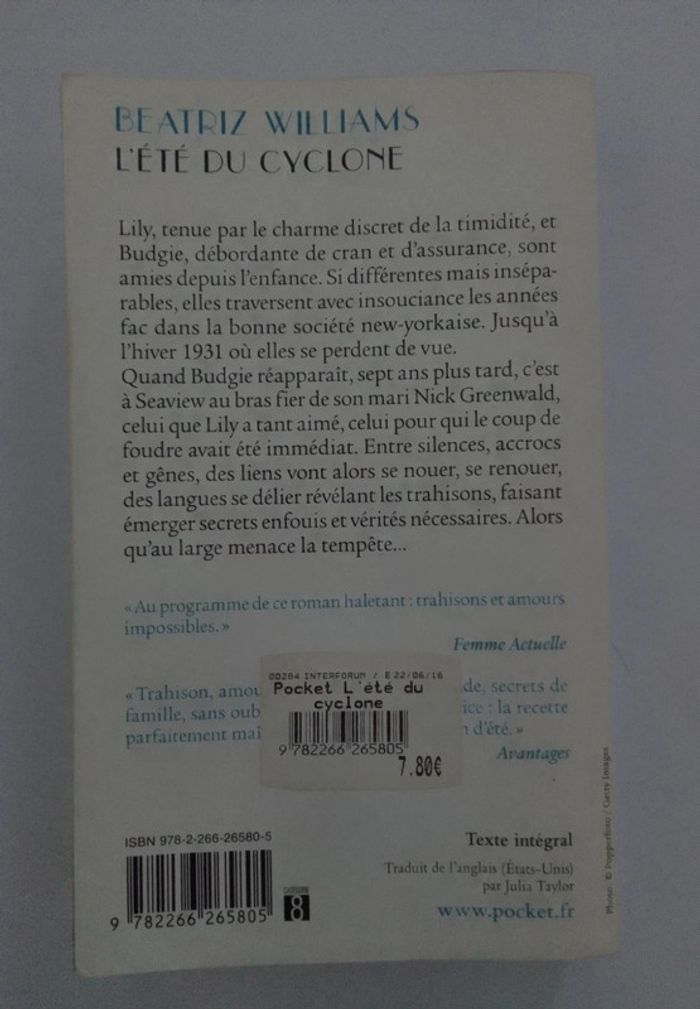 BEATRIZ WILLIAMS
L'ÉTÉ DU CYCLONE
Lily, tenue par le charme discret de la timidité, et
Budgie, débordante de cran et d'assurance, sont
amies depuis l'enfance. Si différentes mais insépa-
rables, elles traversent avec insouciance les années
fac dans la bonne société new-yorkaise. Jusqu'à
l'hiver 1931 où elles se perdent de vue.
Quand Budgie réapparaît, sept ans plus tard, c'est
à Seaview au bras fier de son mari Nick Greenwald,
celui que Lily a tant aimé, celui pour qui le coup de
foudre avait été immédiat. Entre silences, accrocs
et gênes, des liens vont alors se nouer, se renouer,
des langues se délier révélant les trahisons, faisant
émerger secrets enfouis et vérités nécessaires. Alors
qu'au large menace la tempête...
« Au programme de ce roman haletant : trahisons et amours
impossibles. »
Femme Actuelle
« Trahison, amou de, secrets de
famille, sans oub ice : la recette
parfaitement maî n d'été. »
Avantages
00204 INTERFORUM / E 22/06/16
Pocket L'été du
cyclone
9 782266 265805
7.80€
ISBN 978-2-266-26580-5
9 782266 265805
CATÉGORIE
8
Texte intégral
Traduit de l'anglais (États-Unis)
par Julia Taylor
www.pocket.fr
Photo : © Popperfoto / Getty Images